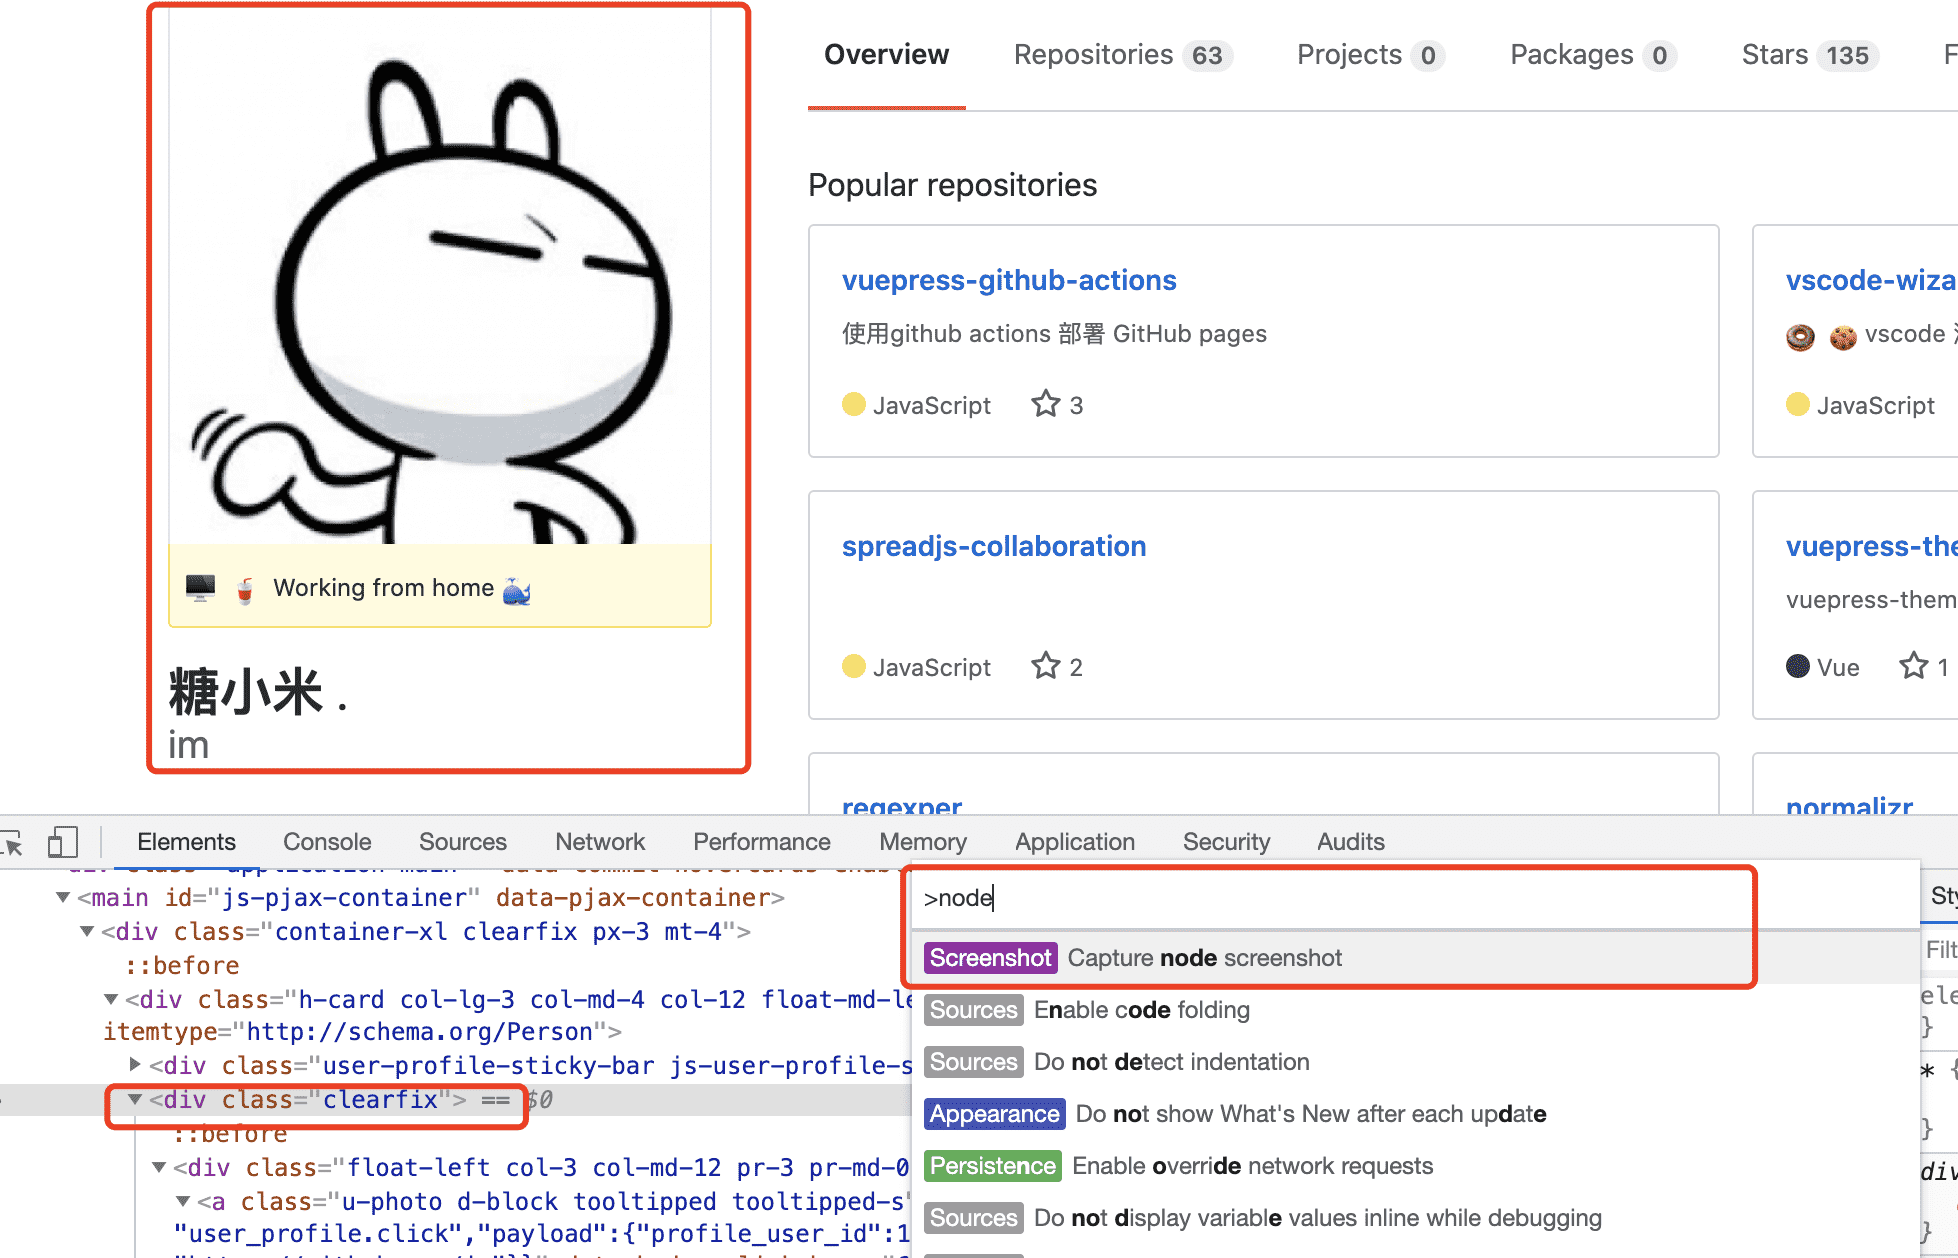 Overview Repositories 63 Projects 0 Packages 0 Stars 135 F
Popular repositories
vuepress-github-actions
使用github actions 部署 GitHub pages
JavaScript 3
vscode-wiza
vscode
JavaScript
spreadjs-collaboration
JavaScript 2
vuepress-the
vuepress-them
Vue 1
regexper
normalizr
Working from home
糖小米 .
im
Elements Console Sources Network Performance Memory Application Security Audits
<main id="js-pjax-container" data-pjax-container>
<div class="container-xl clearfix px-3 mt-4">
::before
<div class="h-card col-lg-3 col-md-4 col-12 float-md-le
itemtype="http://schema.org/Person">
<div class="user-profile-sticky-bar js-user-profile-s
<div class="clearfix"> == $0
::before
<div class="float-left col-3 col-md-12 pr-3 pr-md-0
<a class="u-photo d-block tooltipped tooltipped-s"
"user_profile.click","payload":{"profile_user_id":1
>node
Screenshot Capture node screenshot
Sources Enable code folding
Sources Do not detect indentation
Appearance Do not show What's New after each update
Persistence Enable override network requests
Sources Do not display variable values inline while debugging
Sty
Filt
ele
}
* {
}
div
}